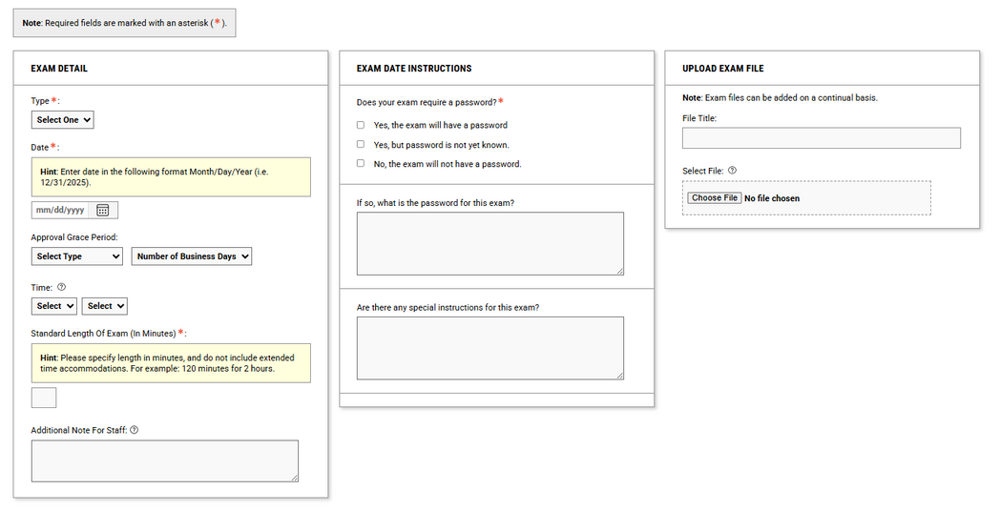 Note: Required fields are marked with an asterisk (*).
EXAM DETAIL
Type *:
Select One
Date *:
Hint: Enter date in the following format Month/Day/Year (i.e.
12/31/2025).
mm/dd/yyyy
Approval Grace Period:
Select Type
Number of Business Days
Time: ?
Select
Select
Standard Length Of Exam (In Minutes) *:
Hint: Please specify length in minutes, and do not include extended
time accommodations. For example: 120 minutes for 2 hours.
Additional Note For Staff: ?
EXAM DATE INSTRUCTIONS
Does your exam require a password? *
Yes, the exam will have a password
Yes, but password is not yet known.
No, the exam will not have a password.
If so, what is the password for this exam?
Are there any special instructions for this exam?
UPLOAD EXAM FILE
Note: Exam files can be added on a continual basis.
File Title:
Select File: ?
Choose File No file chosen